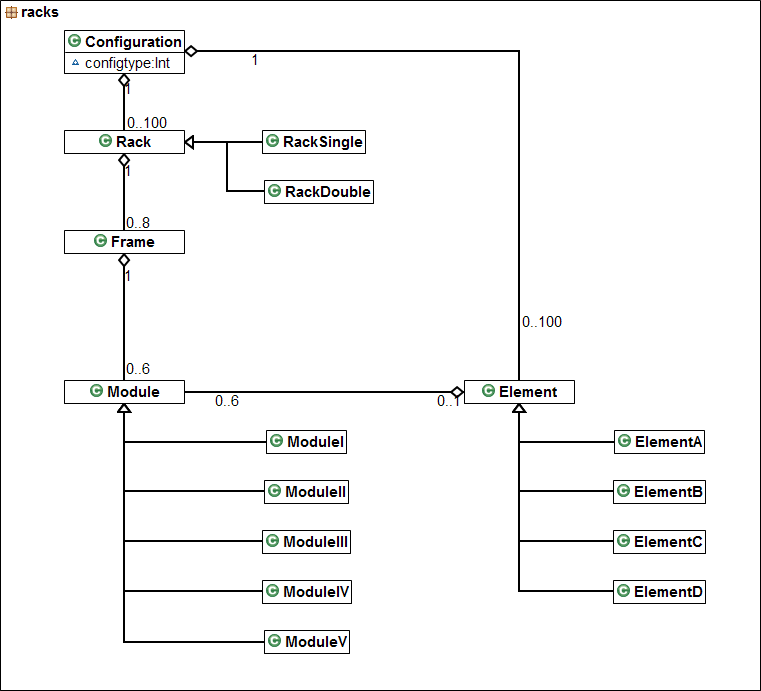 racks
C Configuration
configtype:Int
1
1
0..100
C Rack
C RackSingle
1
C RackDouble
0..8
C Frame
1
0..100
0..6
C Module
0..6
0..1
C Element
C ModuleI
C ElementA
C ModuleII
C ElementB
C ModuleIII
C ElementC
C ModuleIV
C ElementD
C ModuleV